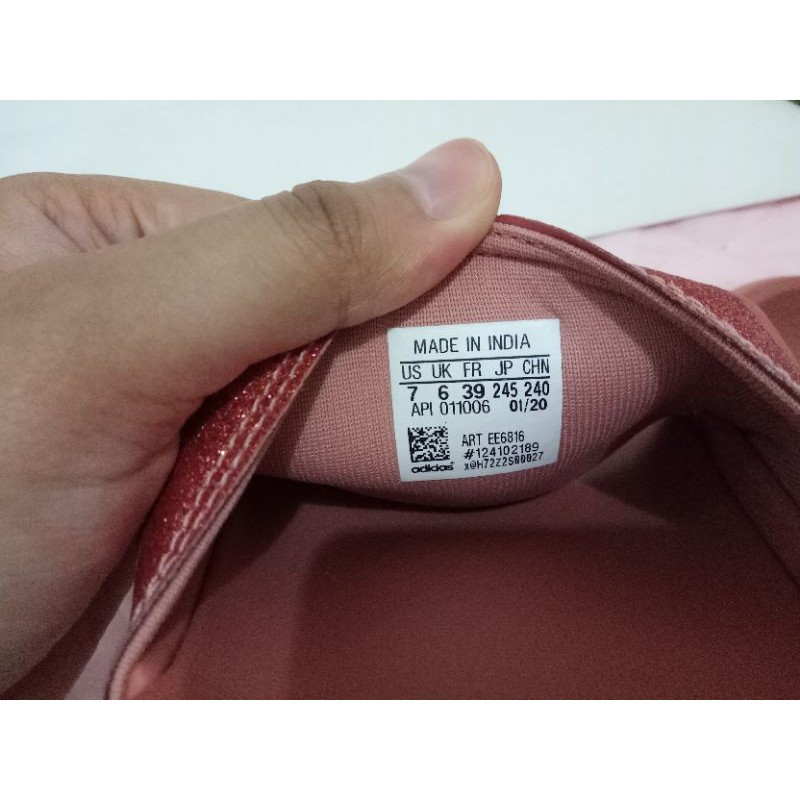 MADE IN INDIA
US UK FR JP CHN
7 6 39 245 240
API 011006 01/20
ART EE6816
#124102189
x@H72Z2S00027
adidas